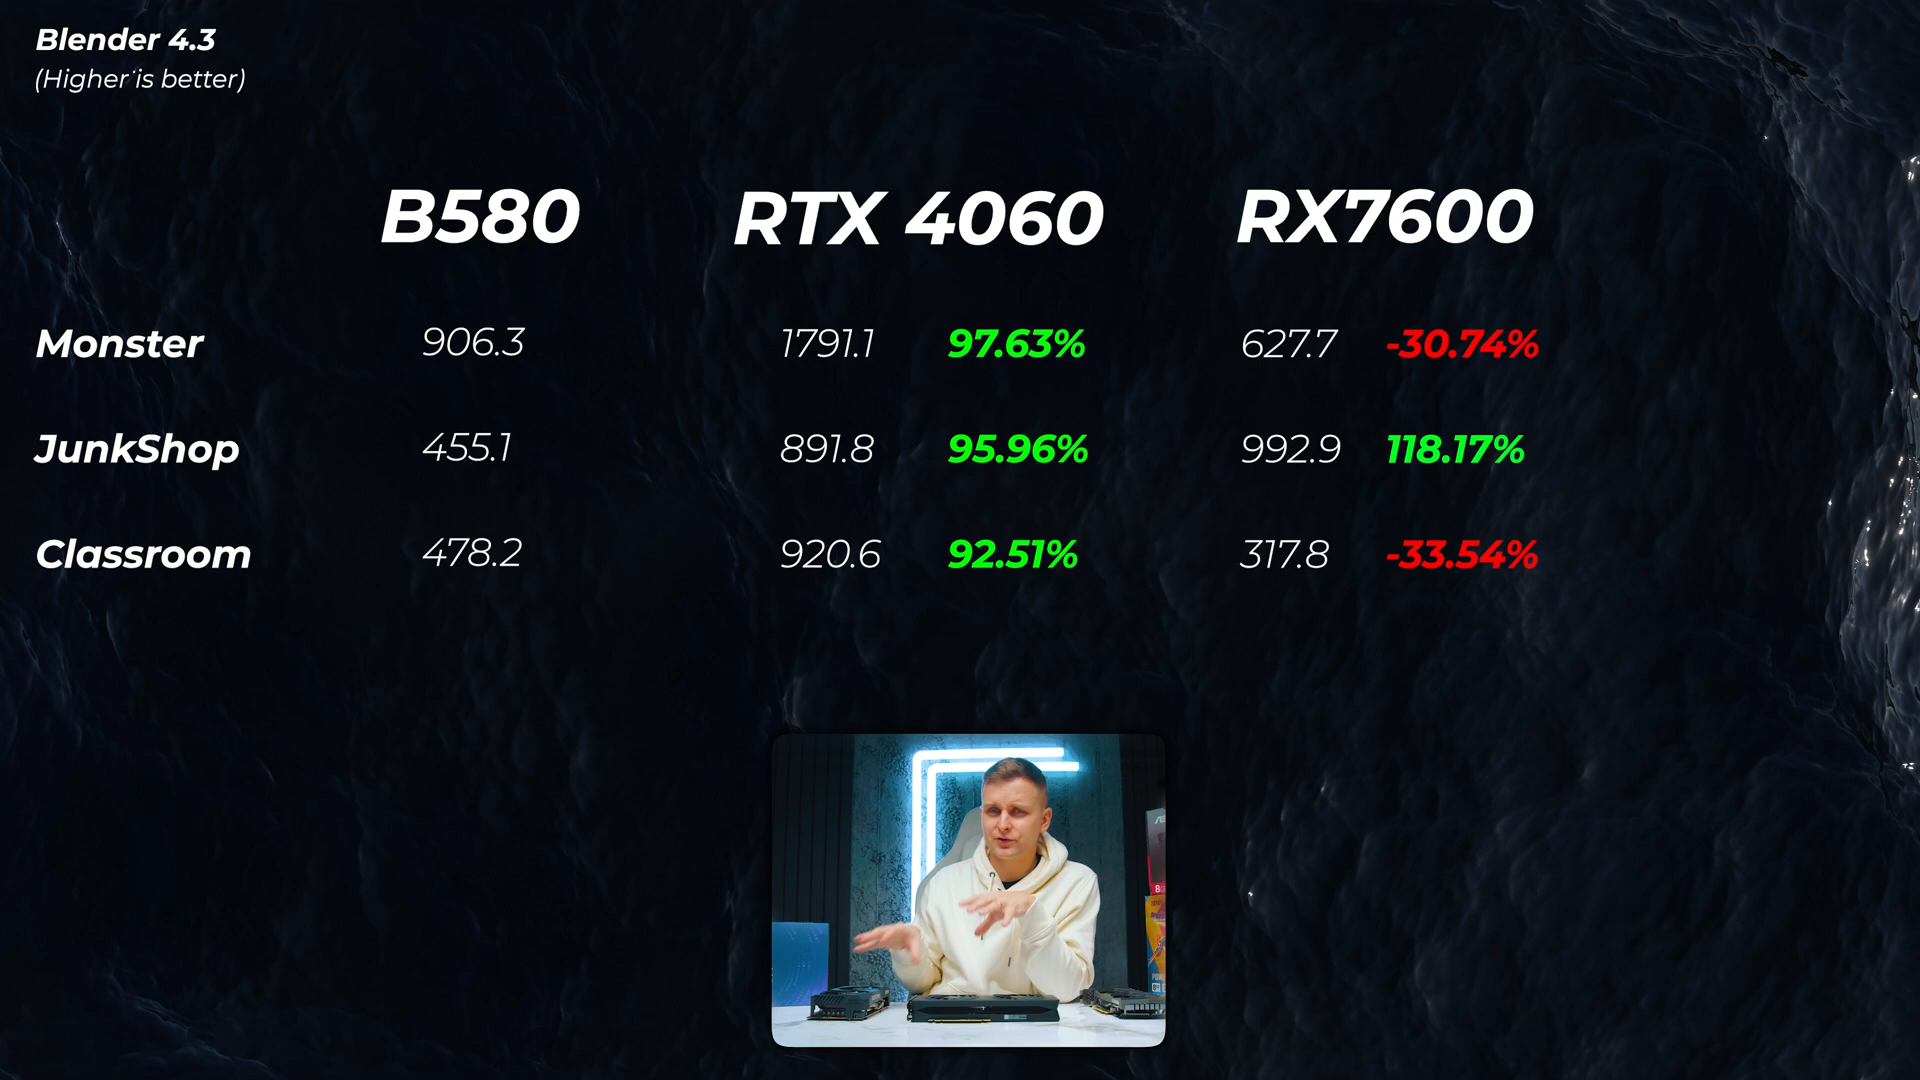 Blender 4.3
(Higher is better)
B580 RTX 4060 RX7600
Monster 906.3 1791.1 97.63% 627.7 -30.74%
JunkShop 455.1 891.8 95.96% 992.9 118.17%
Classroom 478.2 920.6 92.51% 317.8 -33.54%